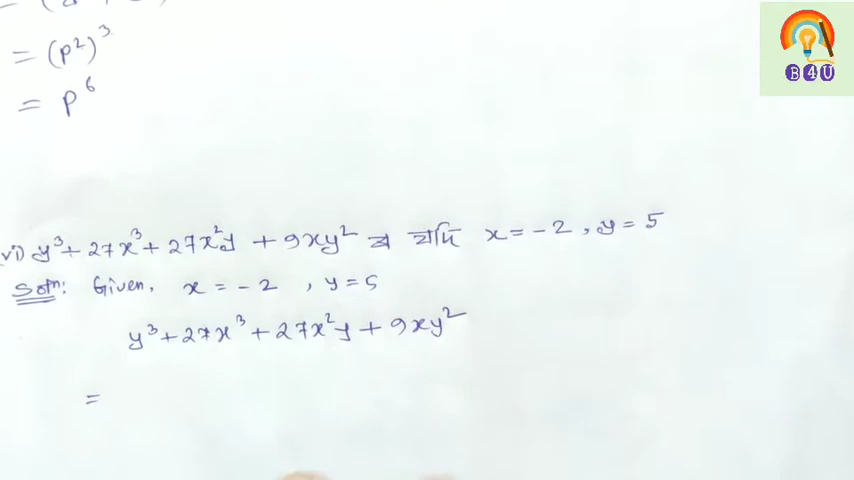 = (p²)³
= p⁶
B4U
(vi) y³ + 27x³ + 27x²y + 9xy² ৰ যদি x = -2, y = 5
Soln: Given, x = -2, y = 5
y³ + 27x³ + 27x²y + 9xy²
=